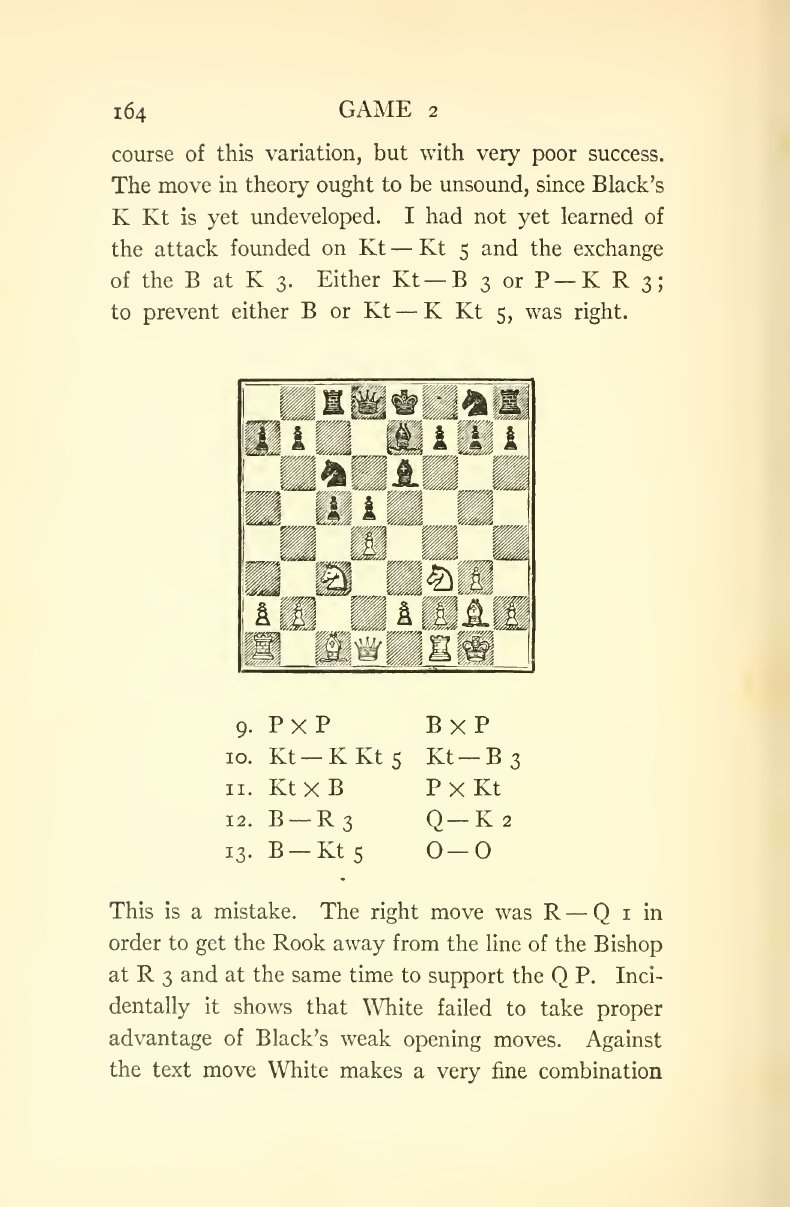 164 GAME 2
course of this variation, but with very poor success.
The move in theory ought to be unsound, since Black's
K Kt is yet undeveloped. I had not yet learned of
the attack founded on Kt—Kt 5 and the exchange
of the B at K 3. Either Kt—B 3 or P—K R 3;
to prevent either B or Kt—K Kt 5, was right.
9. P × P B × P
10. Kt—K Kt 5 Kt—B 3
11. Kt × B P × Kt
12. B—R 3 Q—K 2
13. B—Kt 5 O—O
This is a mistake. The right move was R—Q 1 in
order to get the Rook away from the line of the Bishop
at R 3 and at the same time to support the Q P. Inci-
dentally it shows that White failed to take proper
advantage of Black's weak opening moves. Against
the text move White makes a very fine combination